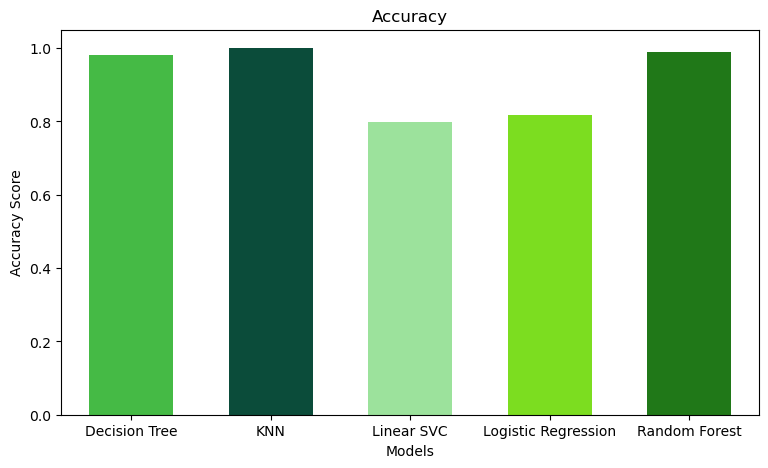 Accuracy
Accuracy Score
1.0
0.8
0.6
0.4
0.2
0.0
Decision Tree
KNN
Linear SVC
Logistic Regression
Random Forest
Models